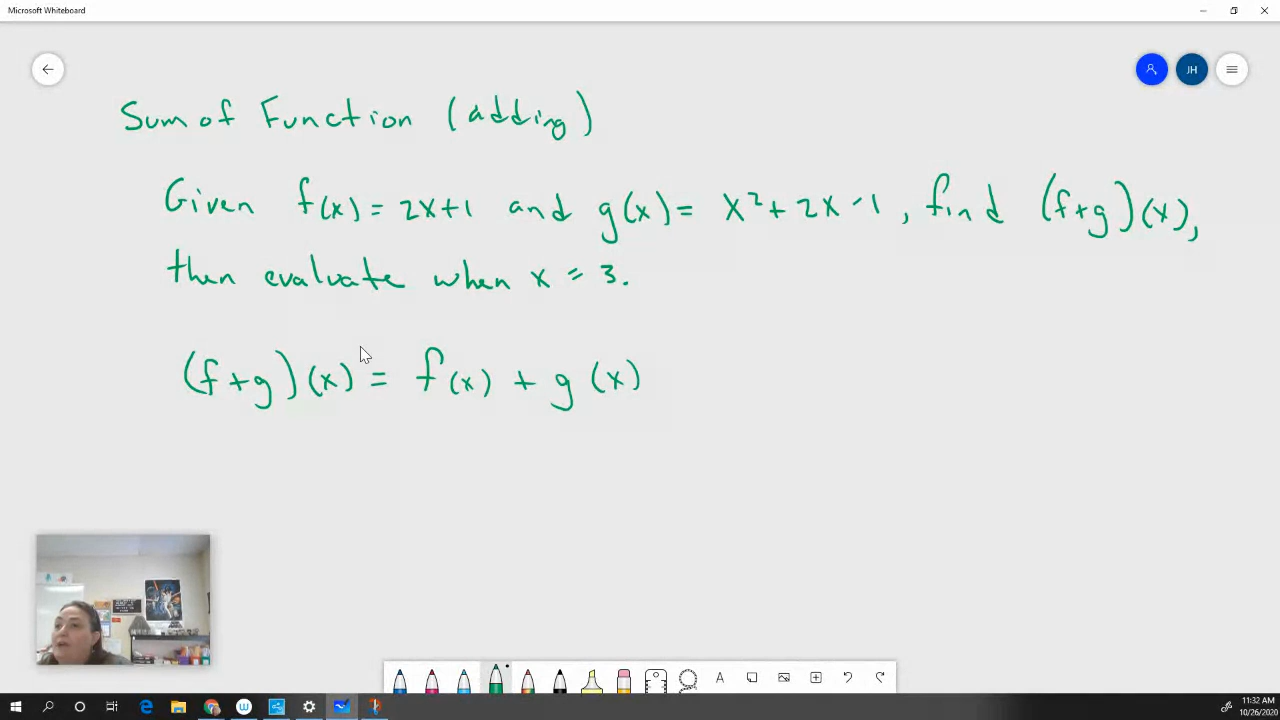 Microsoft Whiteboard
JH
Sum of Function (adding)
Given f(x) = 2x+1 and g(x) = x²+ 2x -1, find (f+g)(x),
then evaluate when x = 3.
(f+g)(x) = f(x) + g(x)
A
11:32 AM
10/26/2020